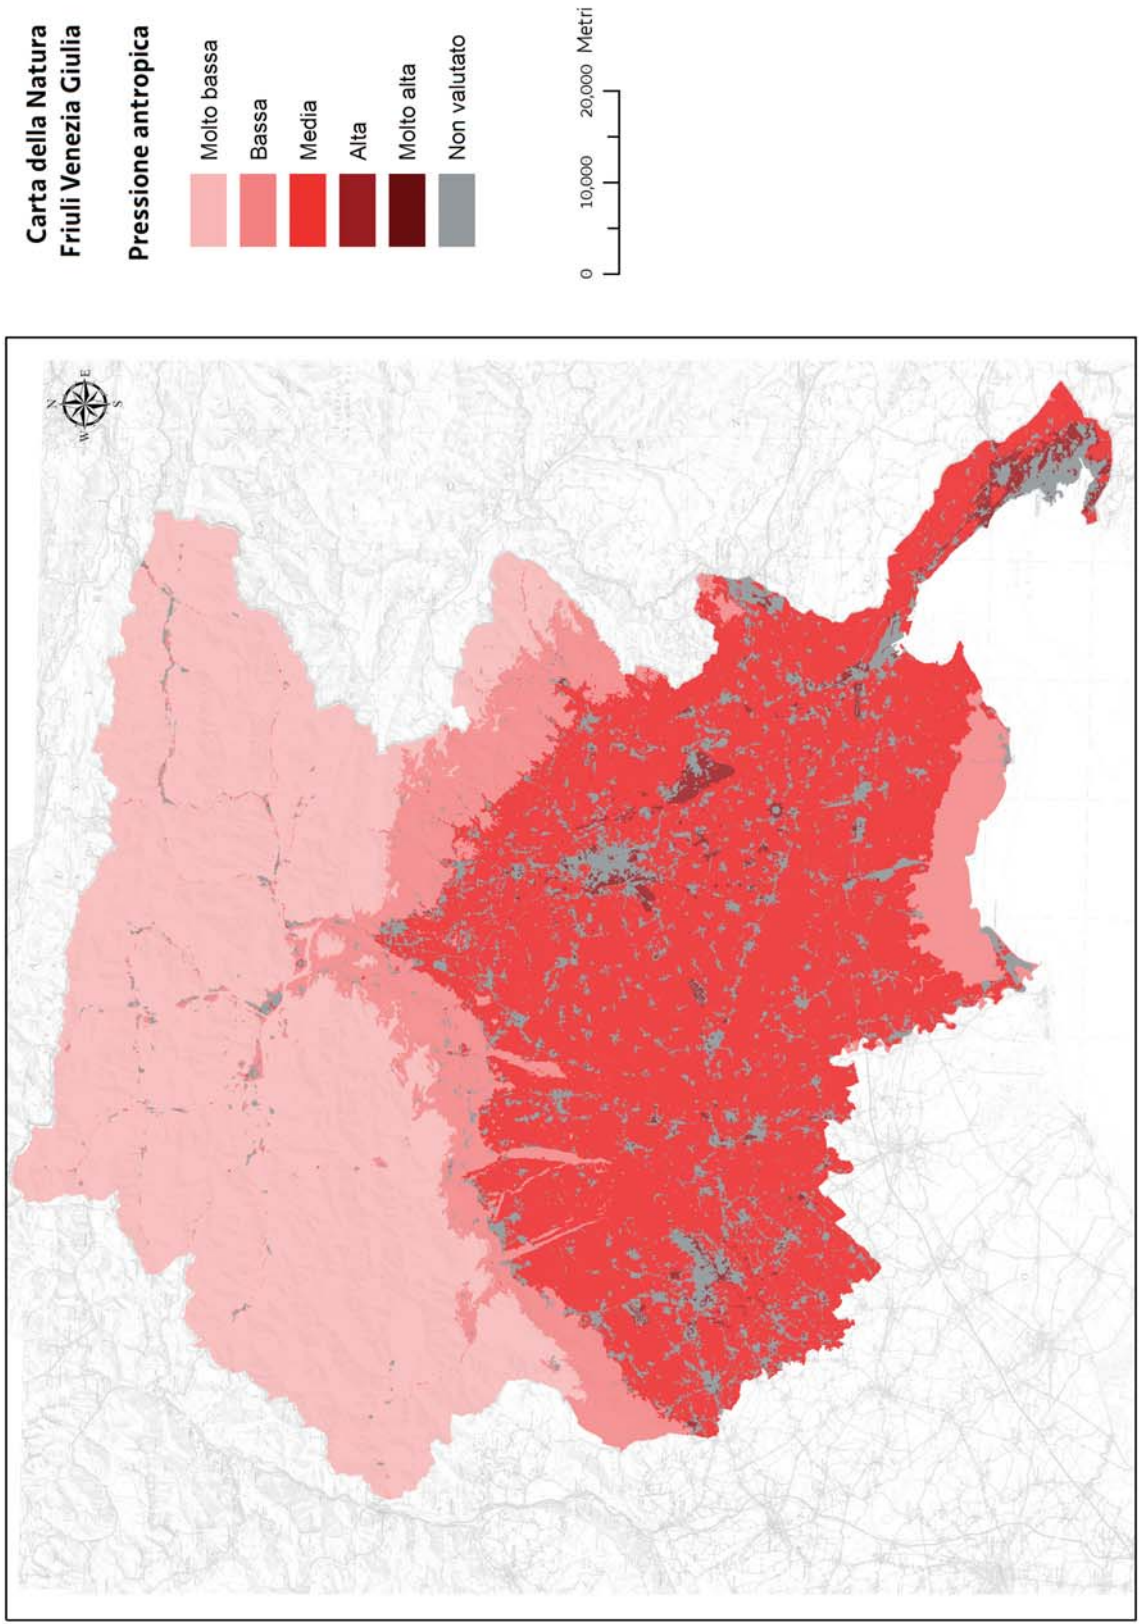 Carta della Natura
Friuli Venezia Giulia
Pressione antropica
Molto bassa
Bassa
Media
Alta
Molto alta
Non valutato
0 10,000 20,000 Metri
N
W E
S